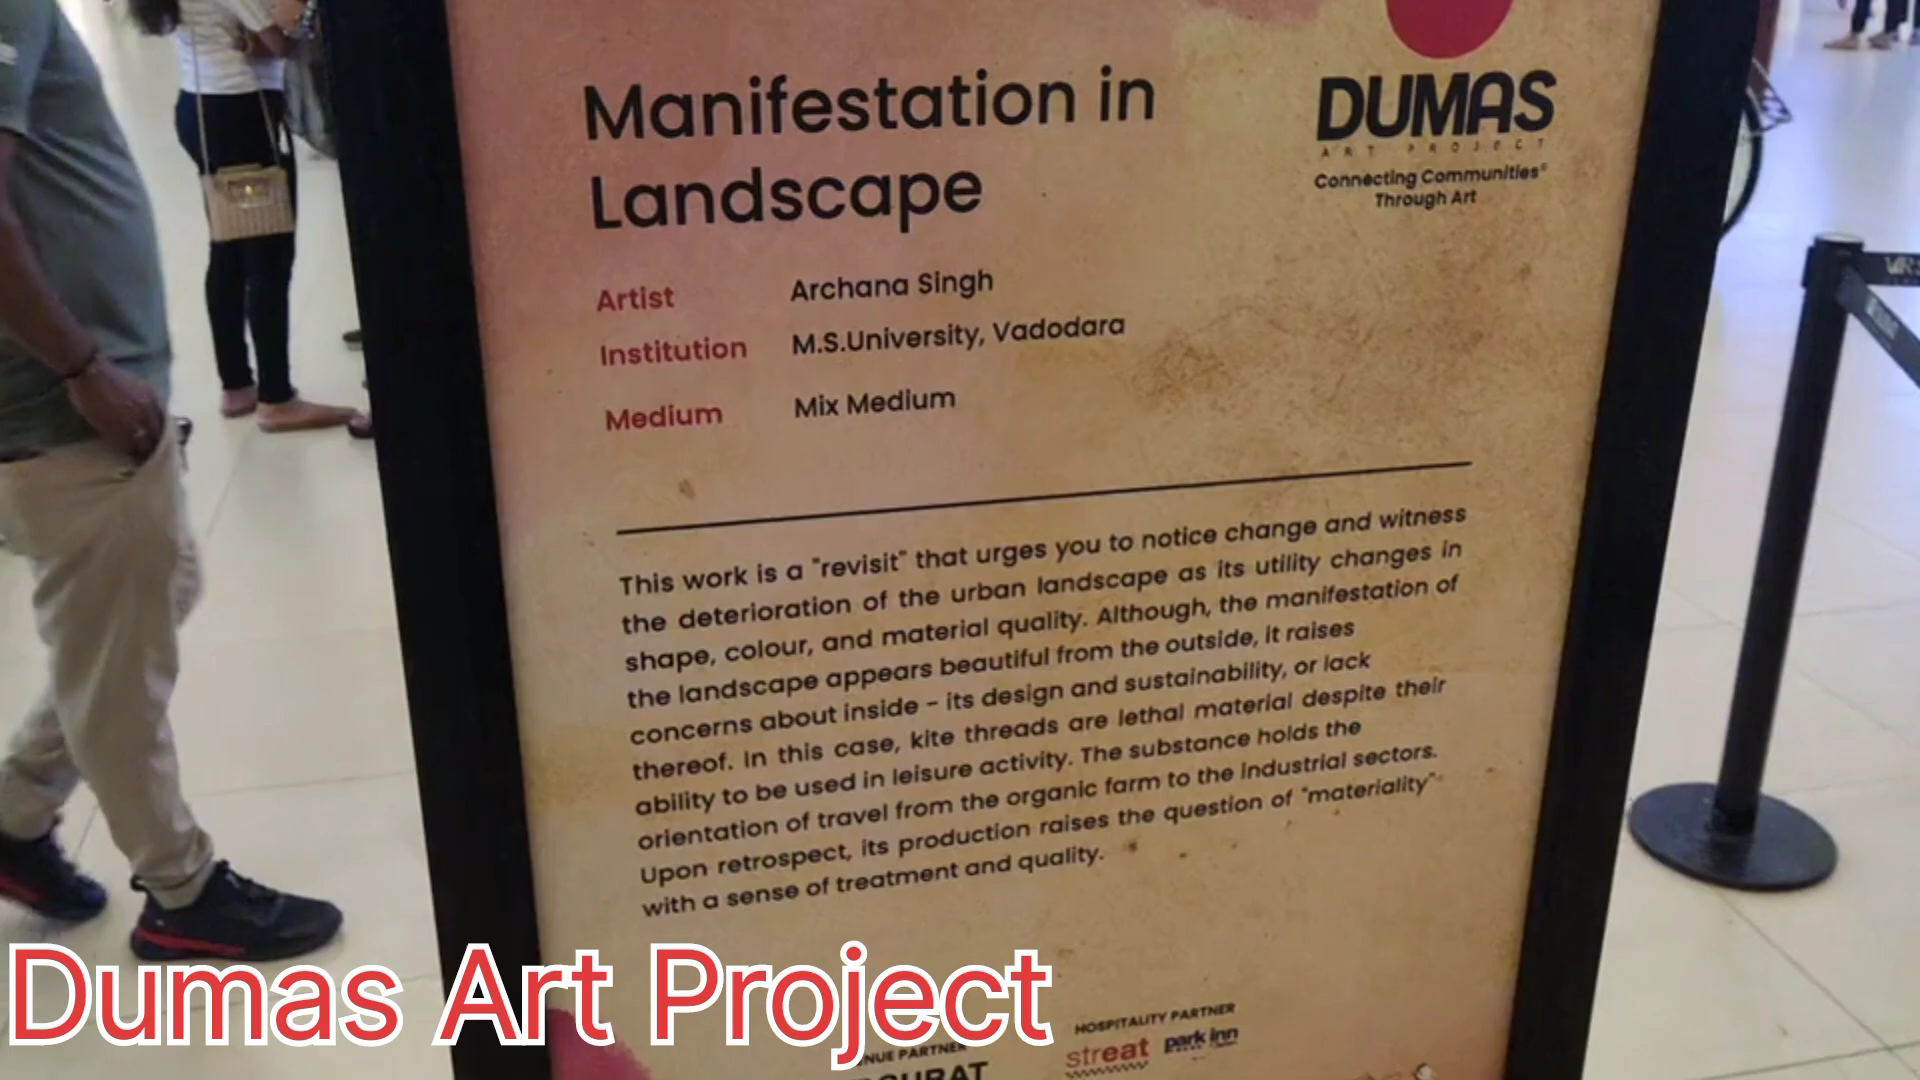 Manifestation in
Landscape
DUMAS
ART PROJECT
Connecting Communities®
Through Art
Artist Archana Singh
Institution M.S.University, Vadodara
Medium Mix Medium
This work is a "revisit" that urges you to notice change and witness
the deterioration of the urban landscape as its utility changes in
shape, colour, and material quality. Although, the manifestation of
the landscape appears beautiful from the outside, it raises
concerns about inside – its design and sustainability, or lack
thereof. In this case, kite threads are lethal material despite their
ability to be used in leisure activity. The substance holds the
orientation of travel from the organic farm to the industrial sectors.
Upon retrospect, its production raises the question of "materiality"
with a sense of treatment and quality.
Dumas Art Project
HOSPITALITY PARTNER
PARTNER
streat park inn